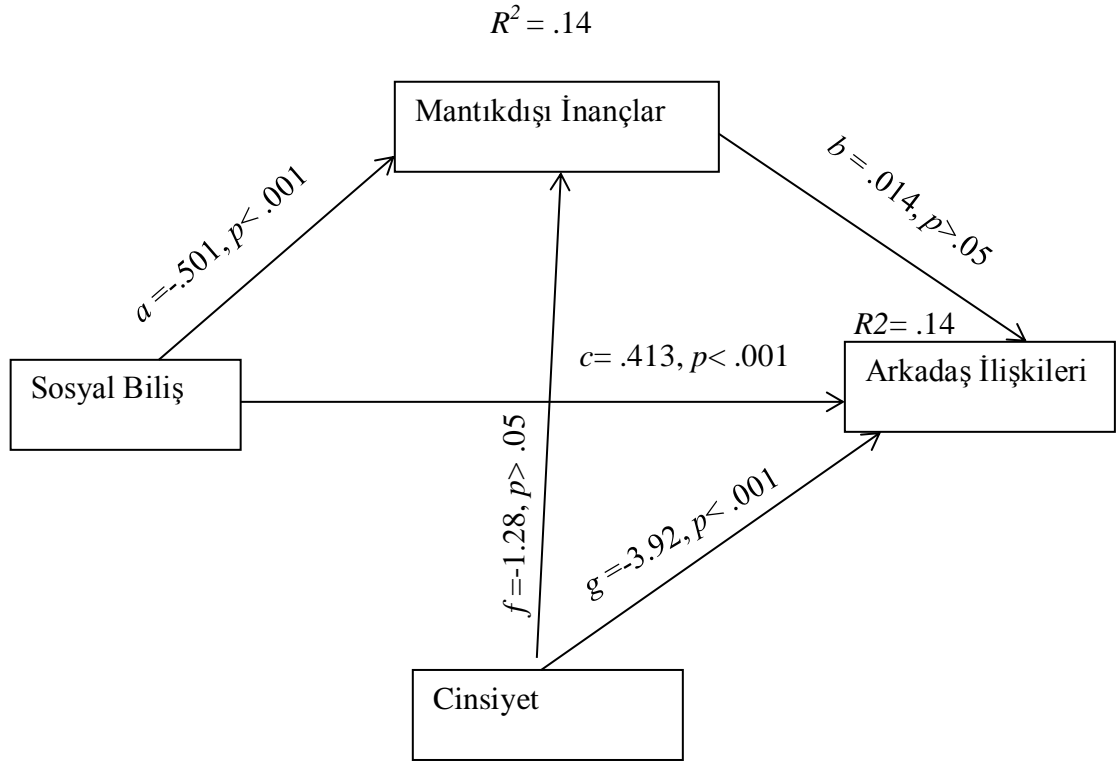 R² = .14
Mantıkdışı İnançlar
a =-.501, p< .001
b =.014, p>.05
R2= .14
Sosyal Biliş
c= .413, p< .001
Arkadaş İlişkileri
f =-1.28, p> .05
g =-3.92, p< .001
Cinsiyet